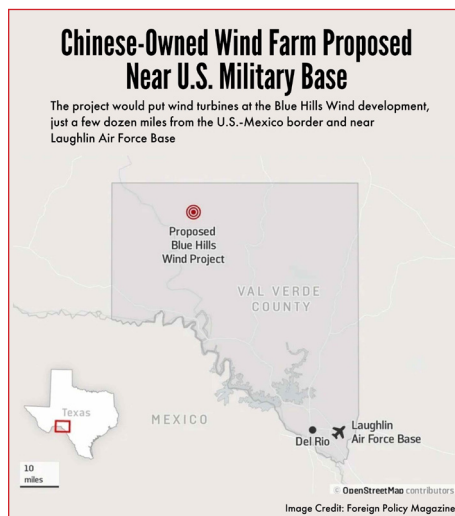 Chinese-Owned Wind Farm Proposed
Near U.S. Military Base
The project would put wind turbines at the Blue Hills Wind development,
just a few dozen miles from the U.S.-Mexico border and near
Laughlin Air Force Base
Proposed
Blue Hills
Wind Project
VAL VERDE
COUNTY
Texas
MEXICO
Del Rio
Laughlin
Air Force Base
10
miles
© OpenStreetMap contributors
Image Credit: Foreign Policy Magazine